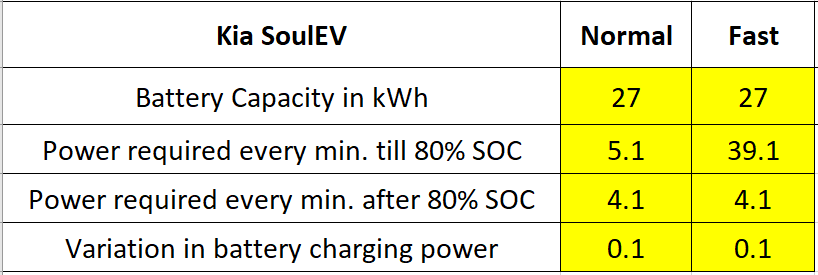 Kia SoulEV Normal Fast
Battery Capacity in kWh 27 27
Power required every min. till 80% SOC 5.1 39.1
Power required every min. after 80% SOC 4.1 4.1
Variation in battery charging power 0.1 0.1